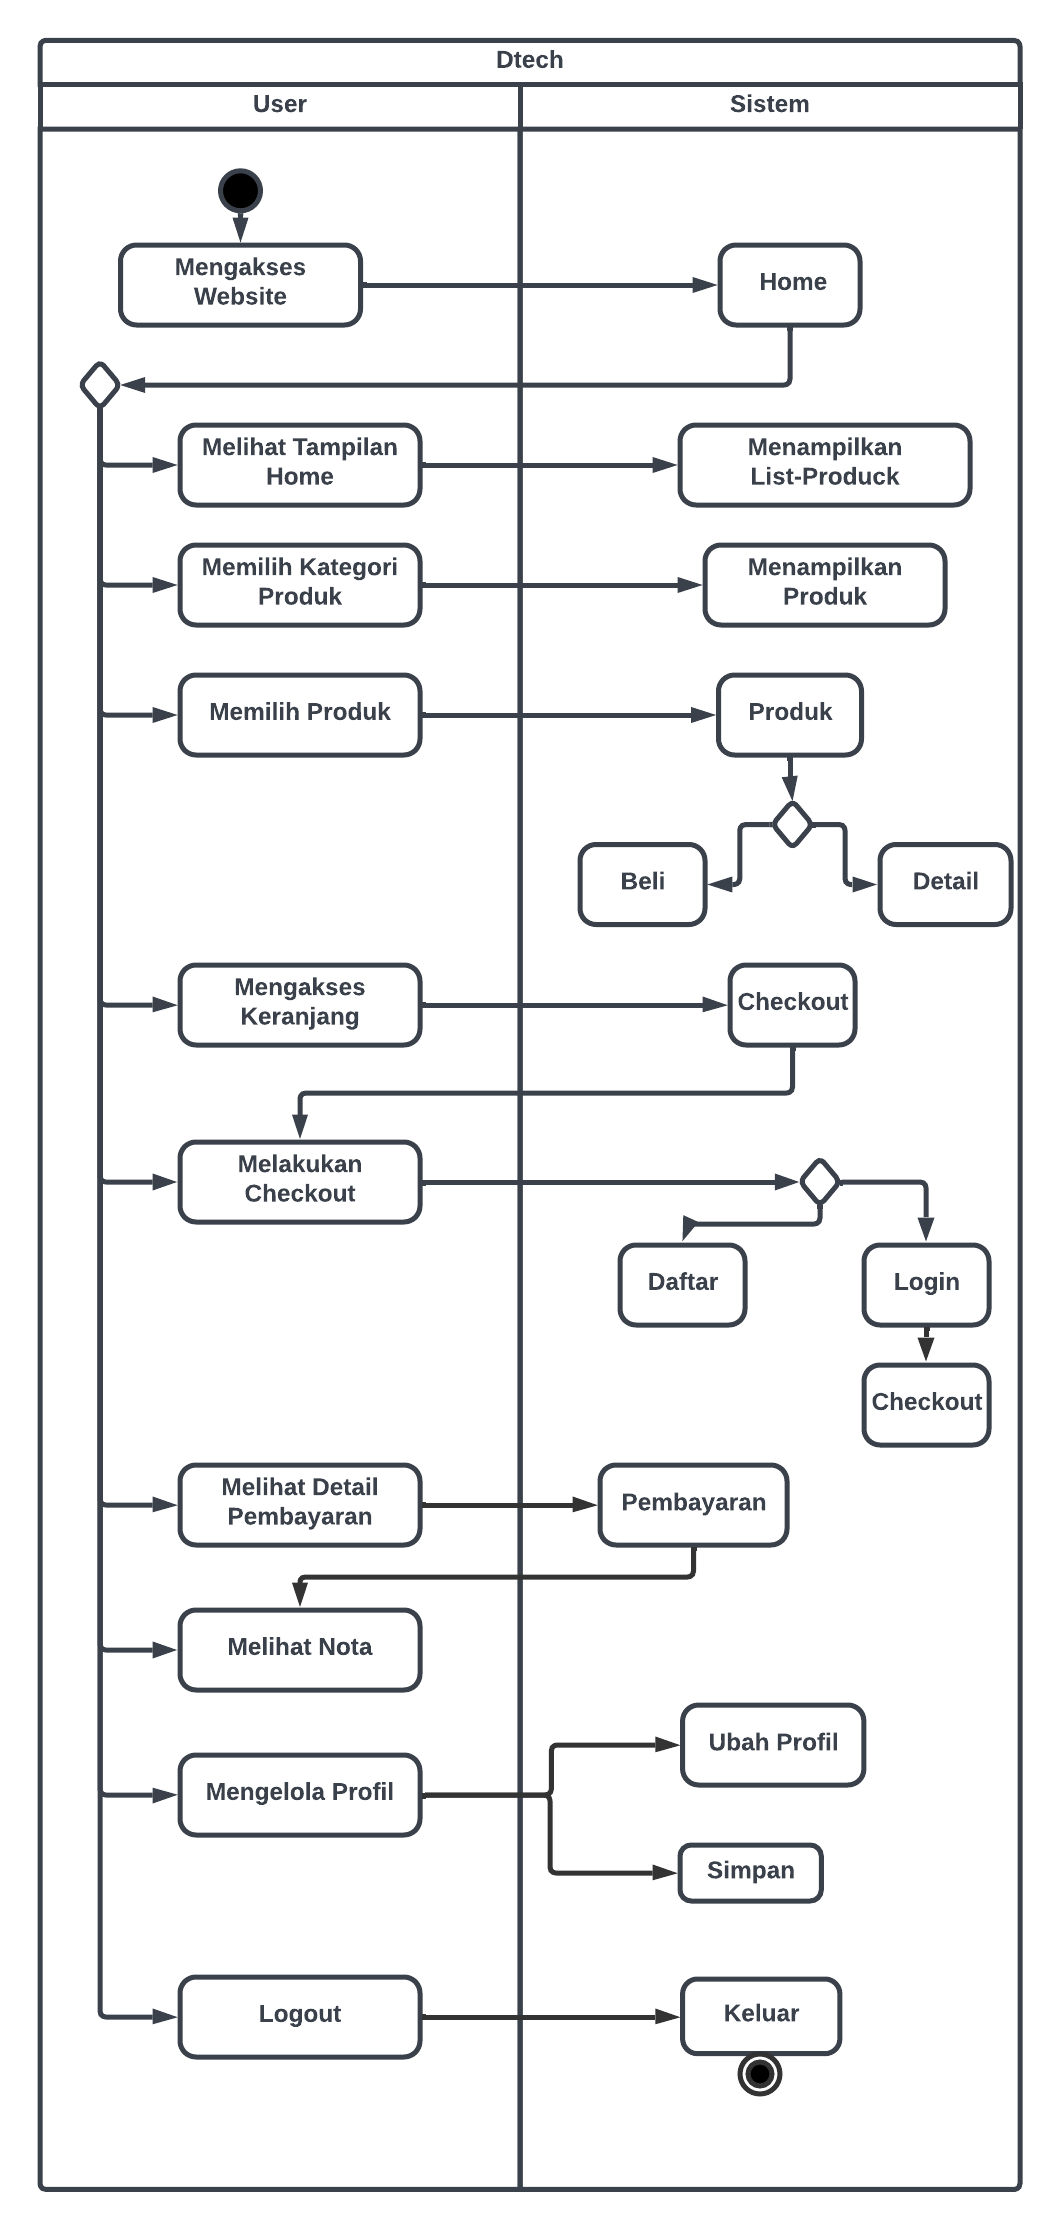 Dtech
User
Sistem
Mengakses
Website
Home
Melihat Tampilan
Home
Menampilkan
List-Produck
Memilih Kategori
Produk
Menampilkan
Produk
Memilih Produk
Produk
Beli
Detail
Mengakses
Keranjang
Checkout
Melakukan
Checkout
Daftar
Login
Checkout
Melihat Detail
Pembayaran
Pembayaran
Melihat Nota
Ubah Profil
Mengelola Profil
Simpan
Logout
Keluar